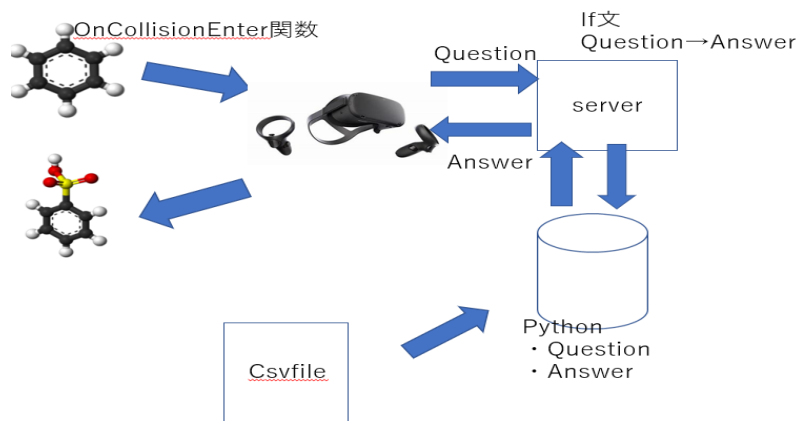 OnCollisionEnter関数
If文
Question→Answer
Question
server
Answer
Python
・Question
・Answer
Csvfile